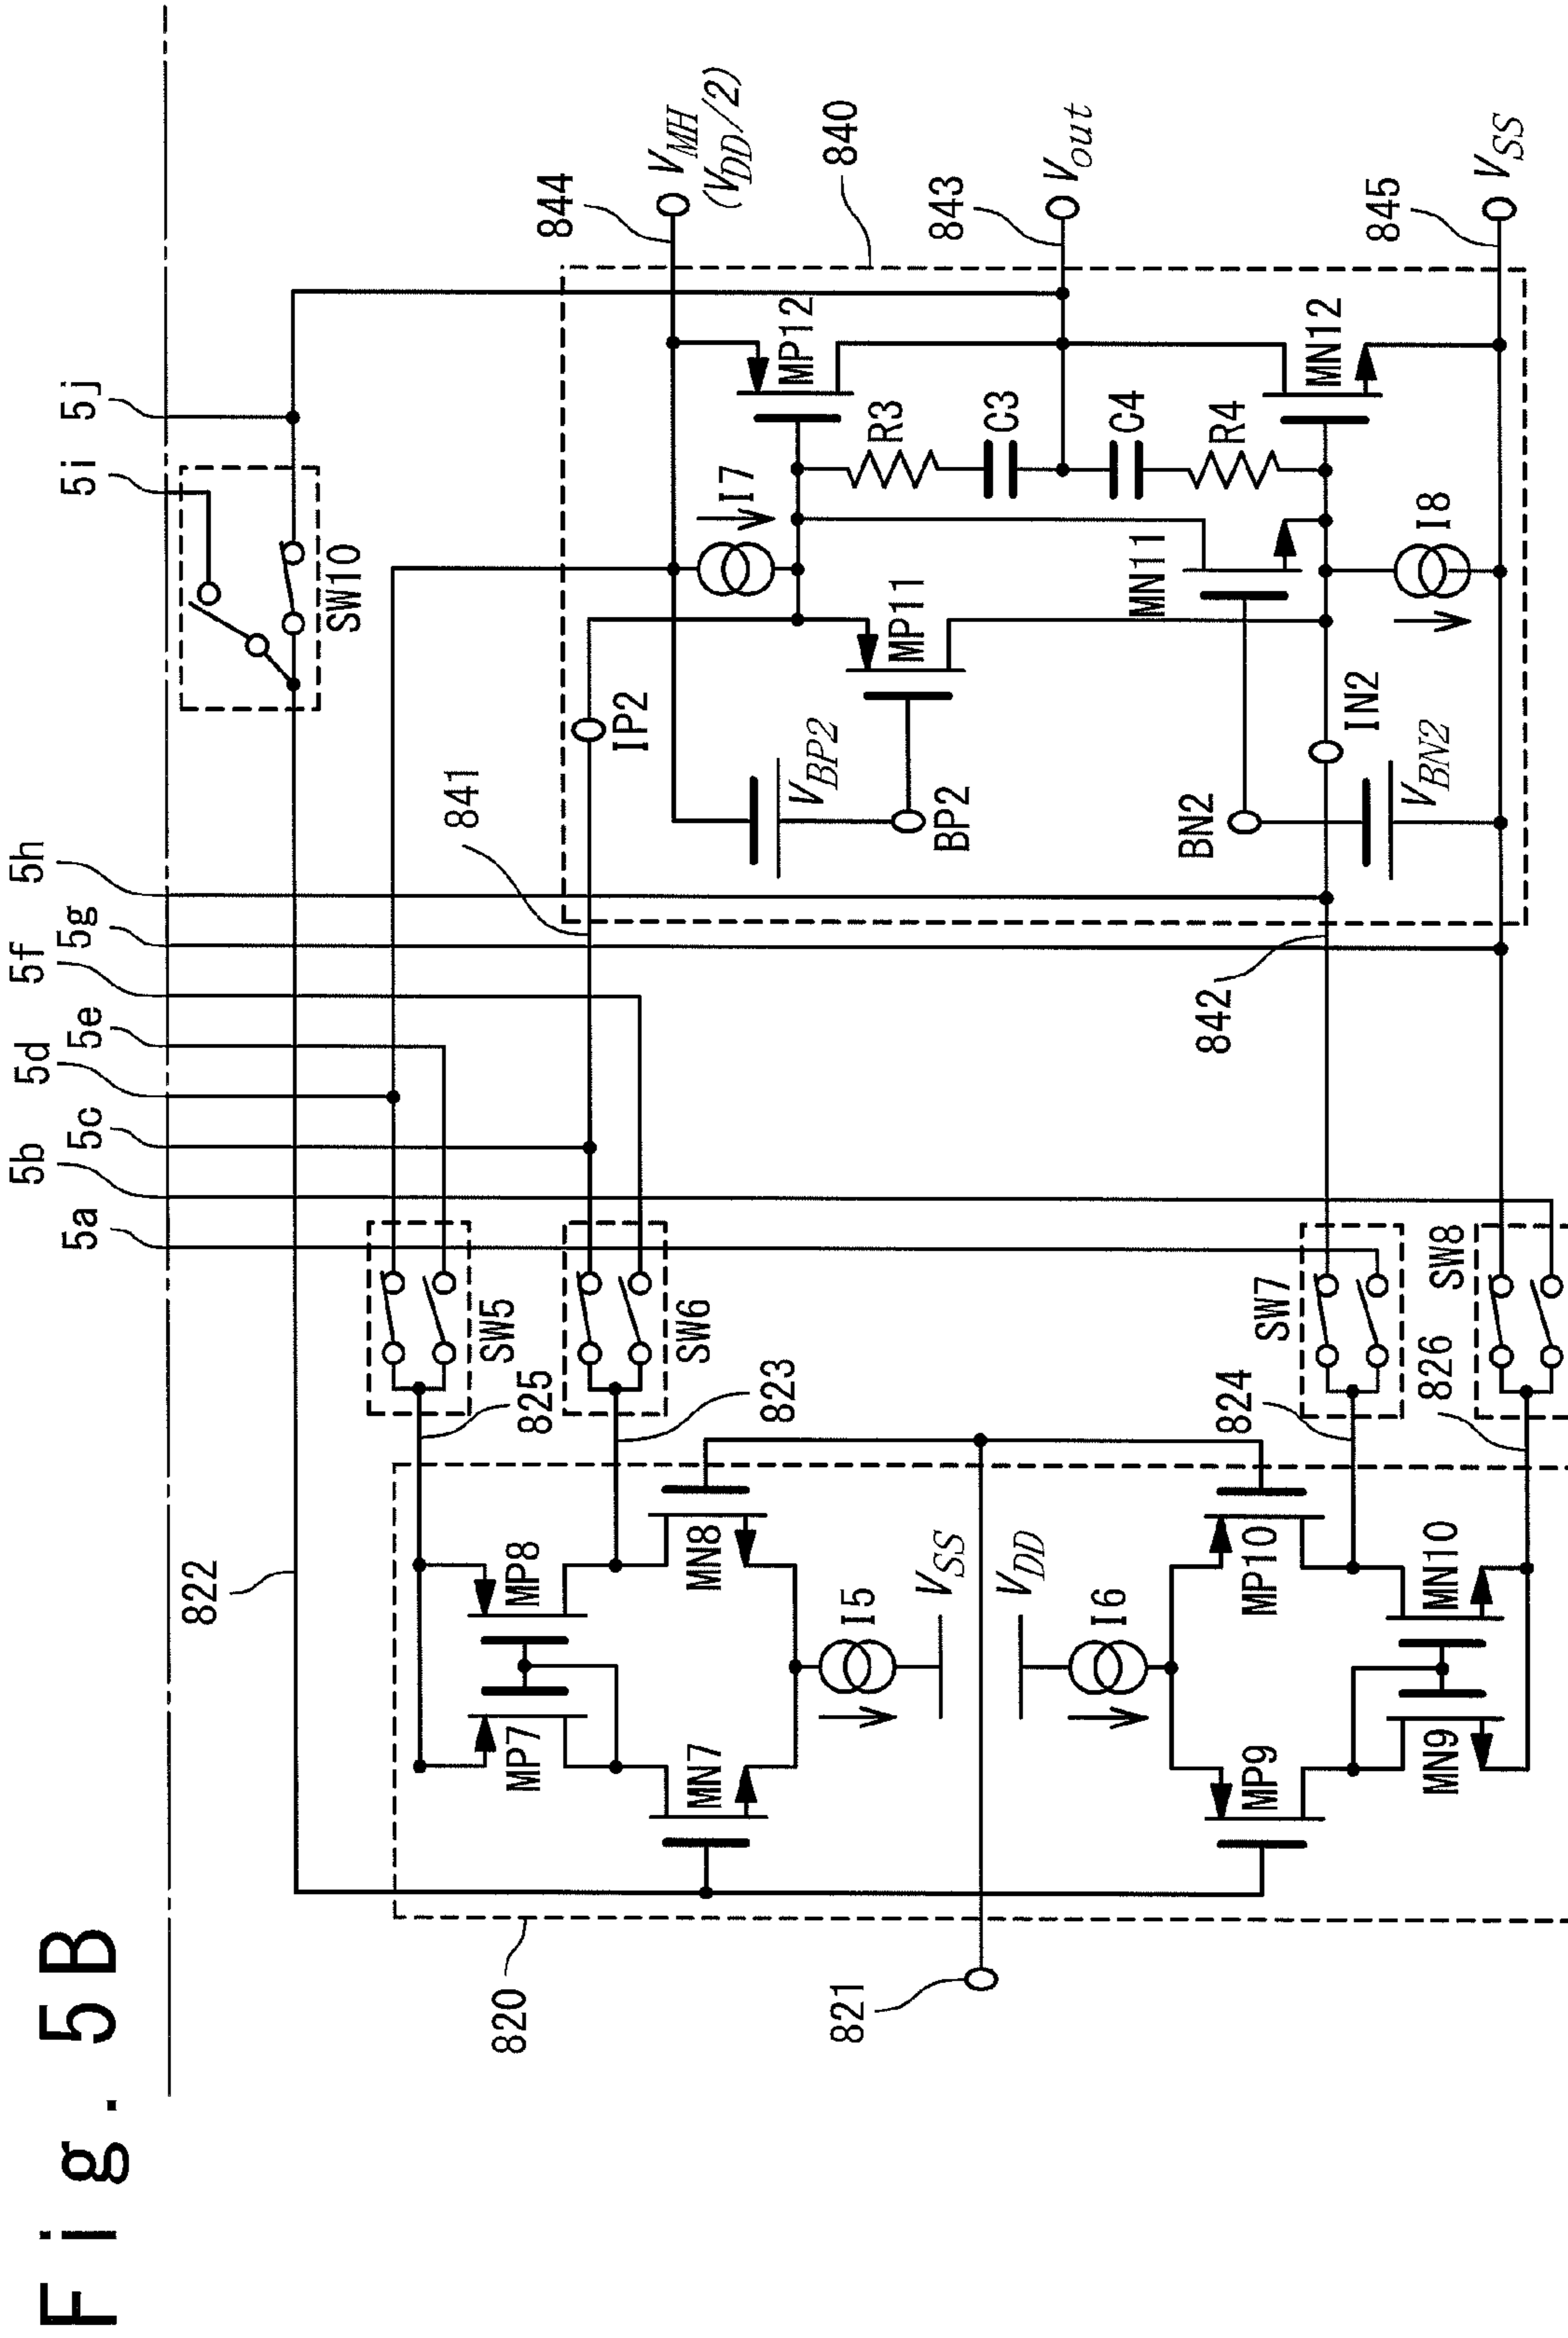 Fig. 5B
5a
5b
5c
5d
5e
5f
5g
5h
5i
5j
SW10
822
825
SW5
823
SW6
841
IP2
844
V_MH
(V_DD/2)
840
820
MP7
MP8
MN7
MN8
I5
V_SS
821
V_DD
I6
MP9
MP10
MN9
MN10
824
SW7
826
SW8
842
V_BP2
BP2
MP11
I7
MP12
R3
C3
843
V_out
C4
R4
MN11
MN12
BN2
IN2
V_BN2
I8
845
V_SS